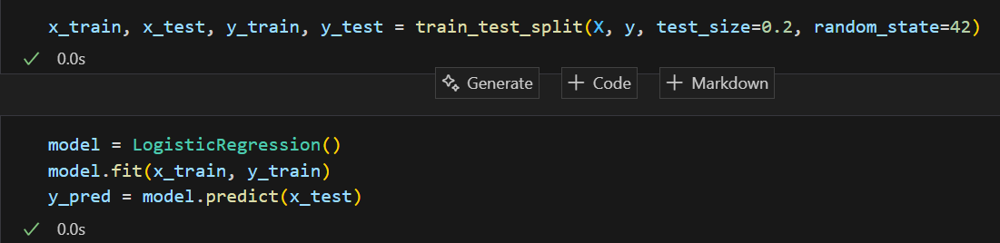 x_train, x_test, y_train, y_test = train_test_split(X, y, test_size=0.2, random_state=42)
0.0s
Generate + Code + Markdown
model = LogisticRegression()
model.fit(x_train, y_train)
y_pred = model.predict(x_test)
0.0s